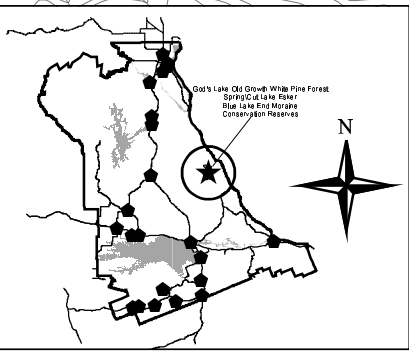 God's Lake Old Growth White Pine Forest
Spring\Cut Lake Esker
Blue Lake End Moraine
Conservation Reserves
N